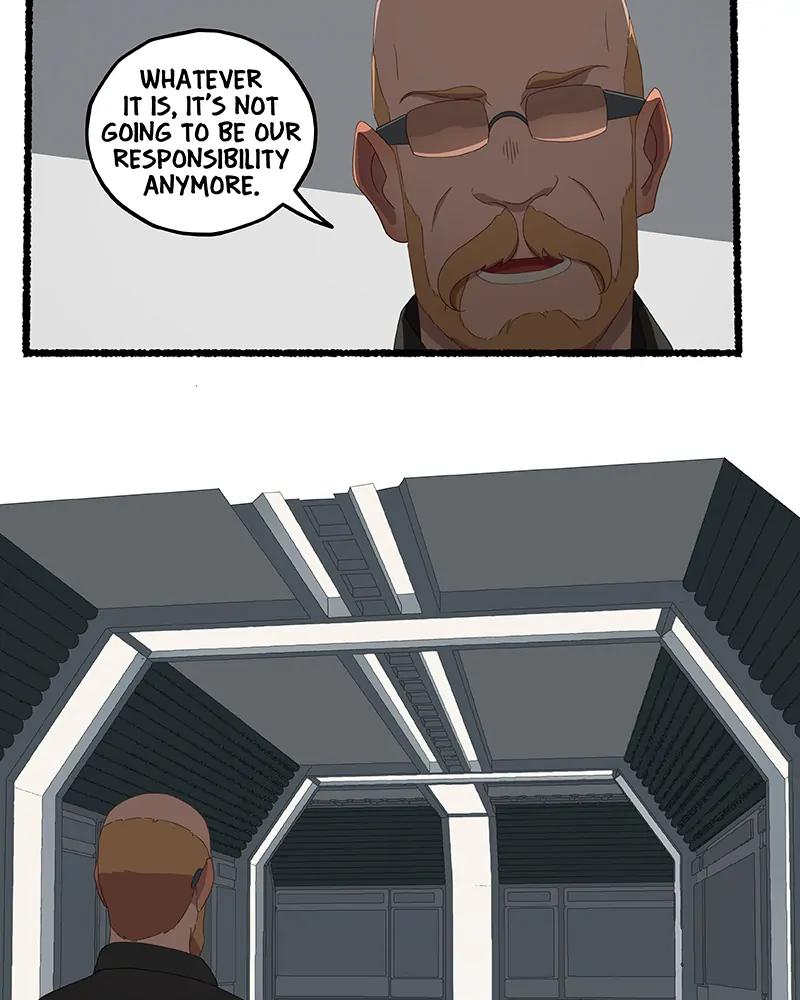 WHATEVER
IT IS, IT'S NOT
GOING TO BE OUR
RESPONSIBILITY
ANYMORE.